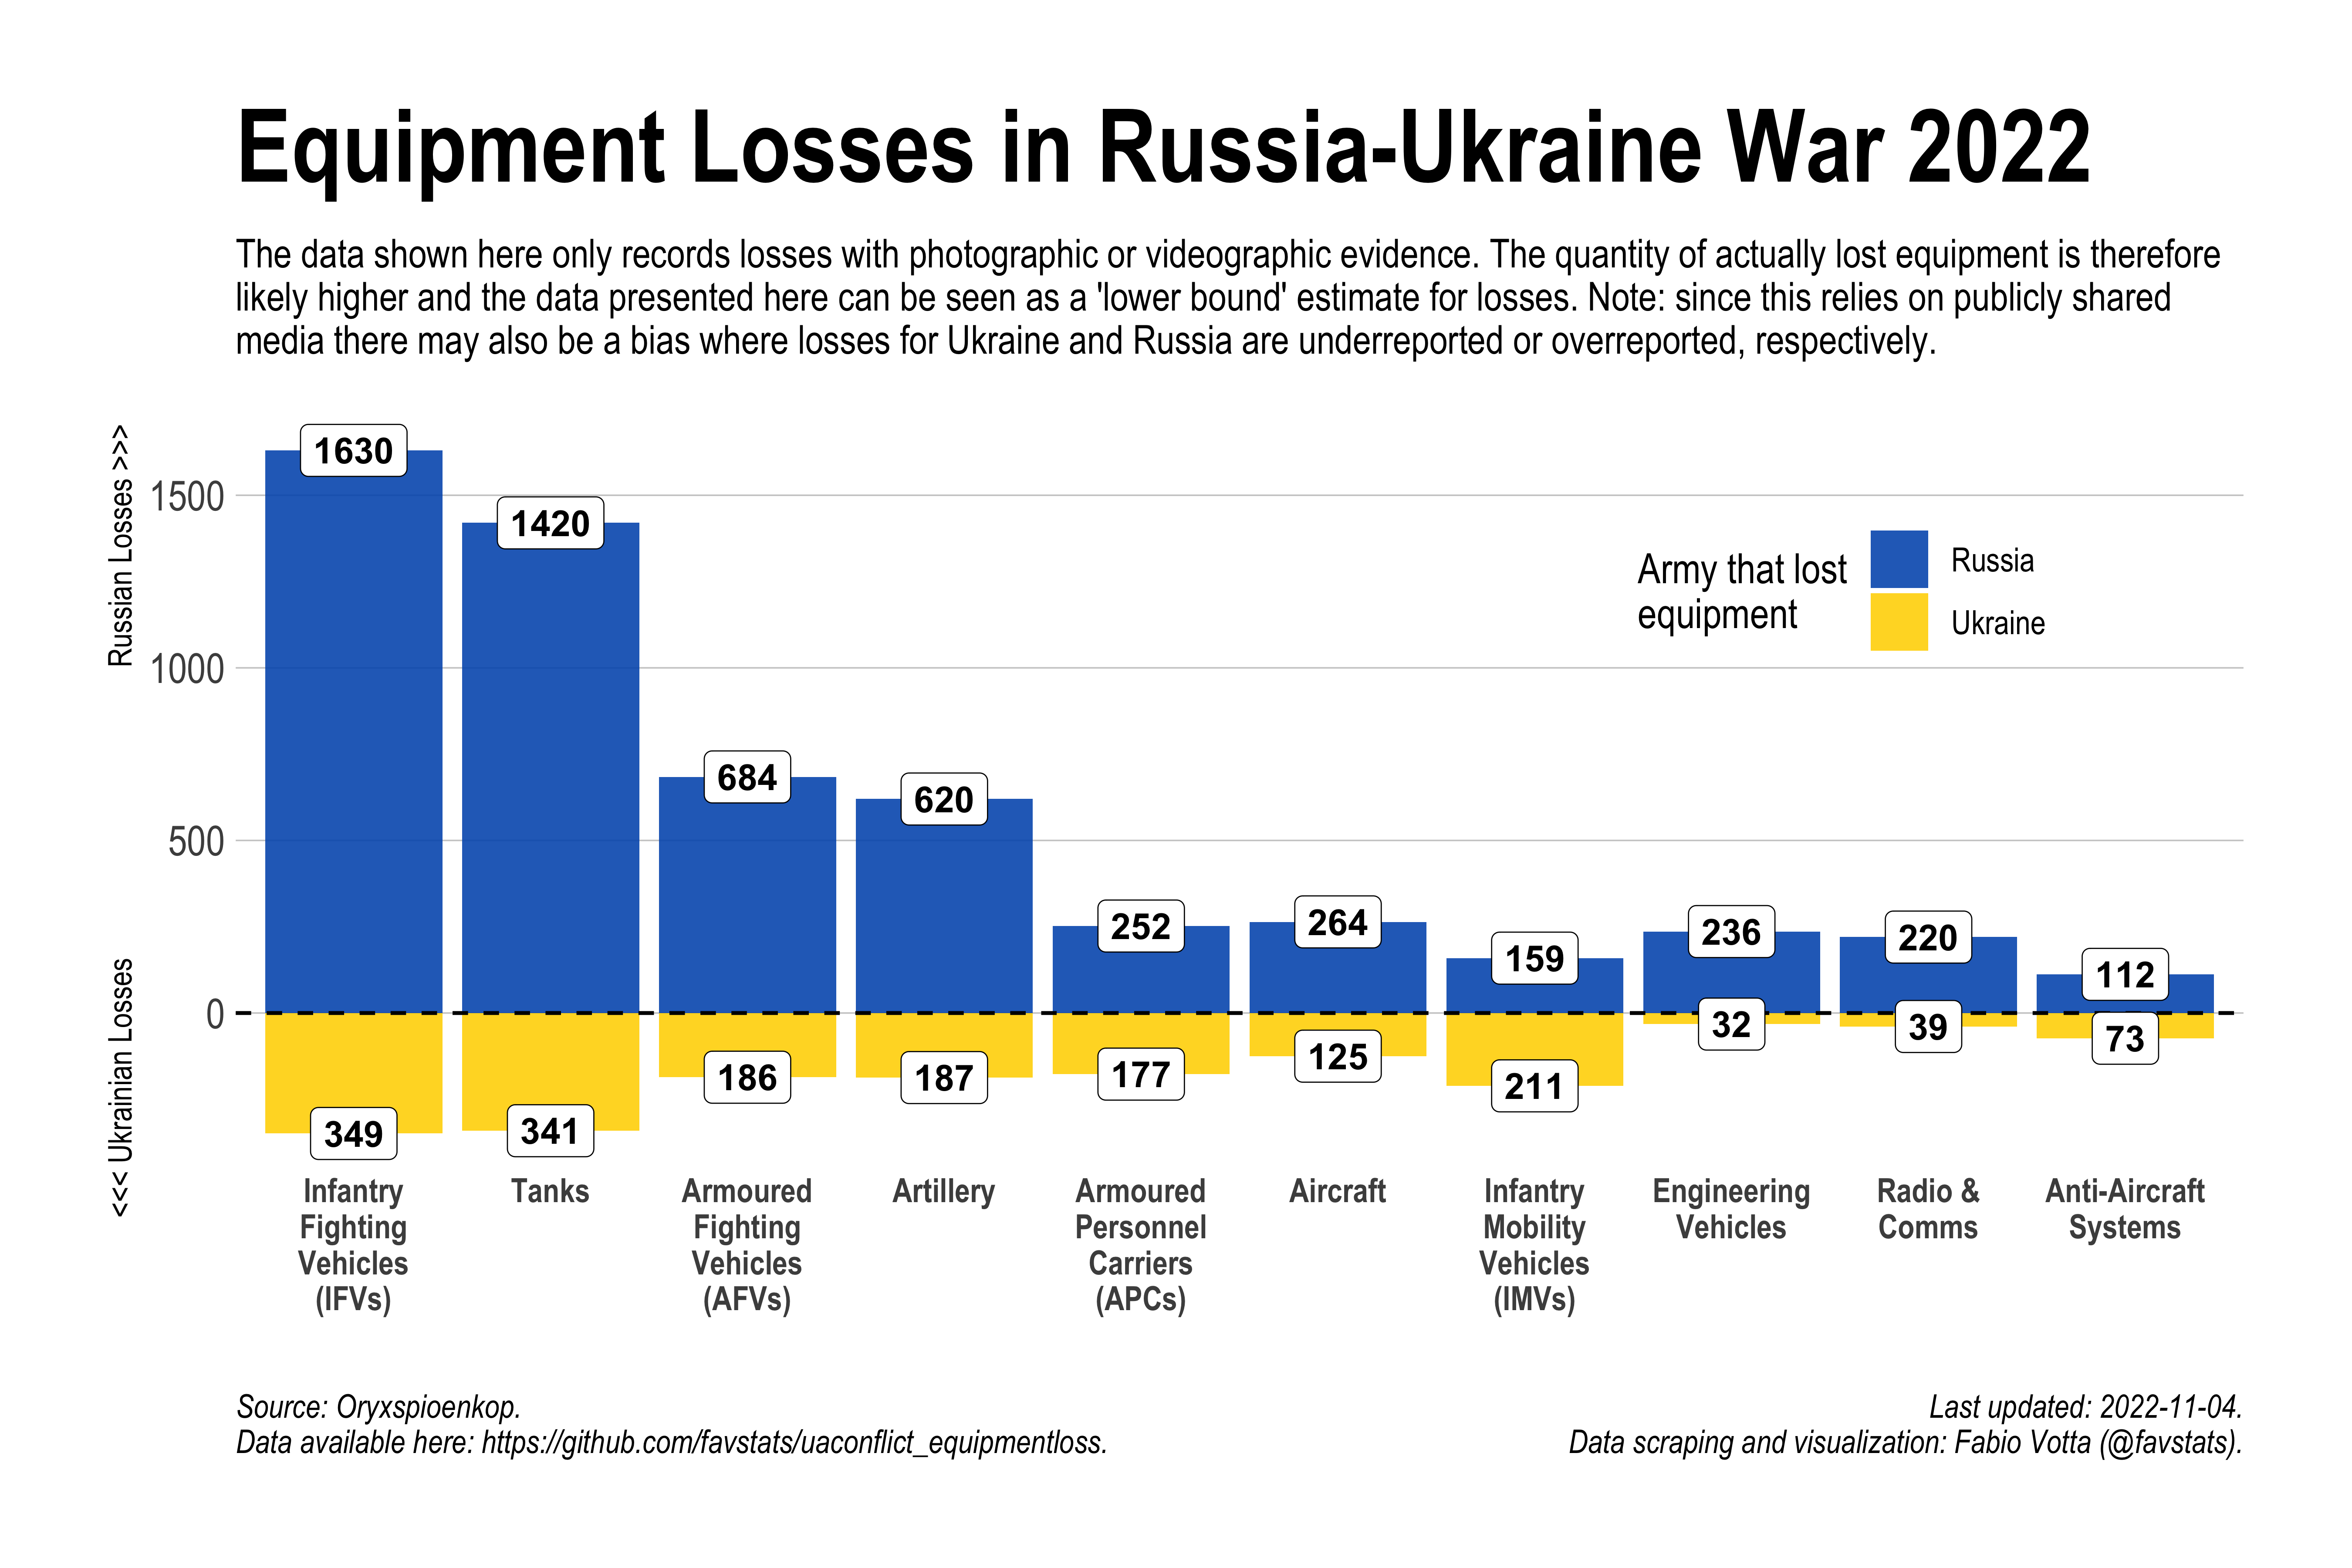 Equipment Losses in Russia-Ukraine War 2022
The data shown here only records losses with photographic or videographic evidence. The quantity of actually lost equipment is therefore
likely higher and the data presented here can be seen as a 'lower bound' estimate for losses. Note: since this relies on publicly shared
media there may also be a bias where losses for Ukraine and Russia are underreported or overreported, respectively.
<<< Ukrainian Losses
Russian Losses >>>
1500
1000
500
0
1630
1420
684
620
252
264
159
236
220
112
349
341
186
187
177
125
211
32
39
73
Army that lost
equipment
Russia
Ukraine
Infantry
Fighting
Vehicles
(IFVs)
Tanks
Armoured
Fighting
Vehicles
(AFVs)
Artillery
Armoured
Personnel
Carriers
(APCs)
Aircraft
Infantry
Mobility
Vehicles
(IMVs)
Engineering
Vehicles
Radio &
Comms
Anti-Aircraft
Systems
Source: Oryxspioenkop.
Data available here: https://github.com/favstats/uaconflict_equipmentloss.
Last updated: 2022-11-04.
Data scraping and visualization: Fabio Votta (@favstats).